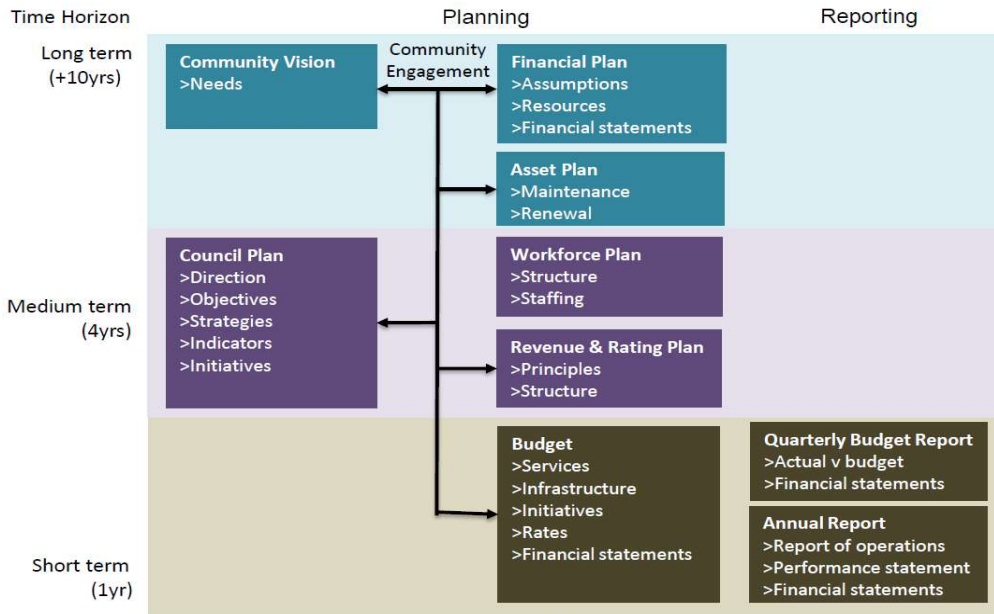 Time Horizon
Planning
Reporting
Long term
(+10yrs)
Community Vision
>Needs
Community
Engagement
Financial Plan
>Assumptions
>Resources
>Financial statements
Asset Plan
>Maintenance
>Renewal
Medium term
(4yrs)
Council Plan
>Direction
>Objectives
>Strategies
>Indicators
>Initiatives
Workforce Plan
>Structure
>Staffing
Revenue & Rating Plan
>Principles
>Structure
Short term
(1yr)
Budget
>Services
>Infrastructure
>Initiatives
>Rates
>Financial statements
Quarterly Budget Report
>Actual v budget
>Financial statements
Annual Report
>Report of operations
>Performance statement
>Financial statements